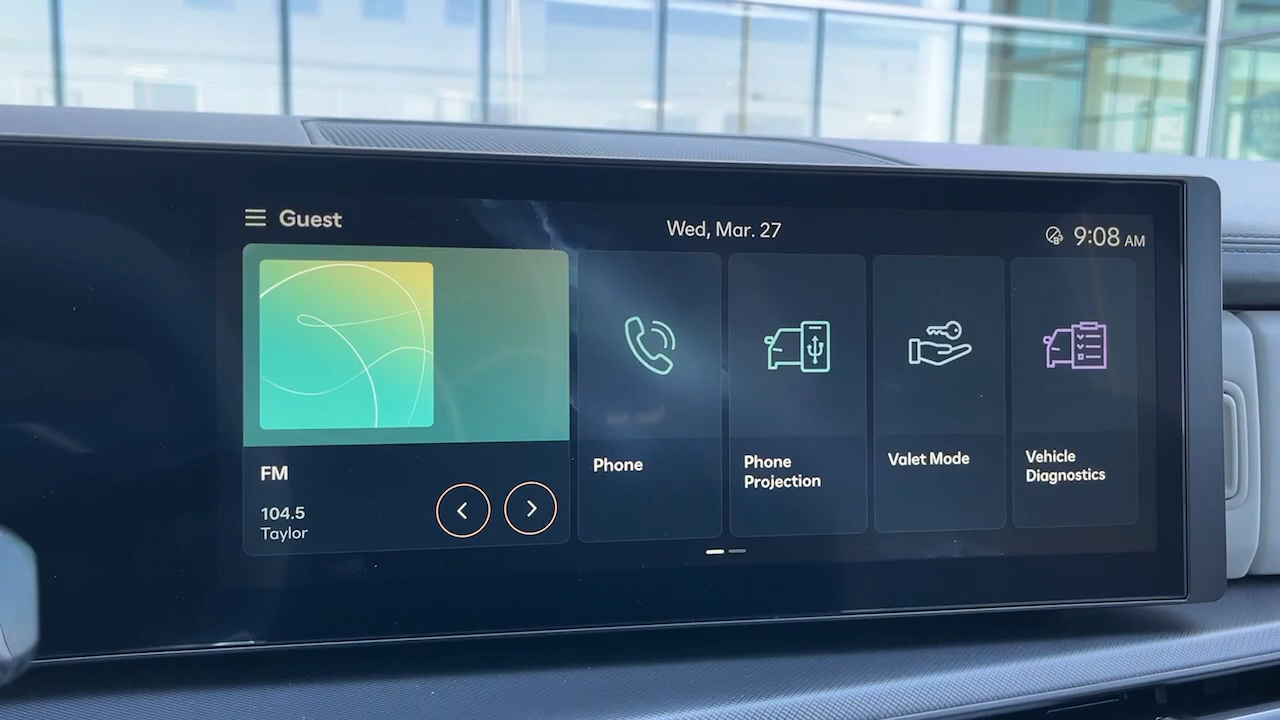 Guest
Wed, Mar. 27
9:08 AM
FM
104.5
Taylor
Phone
Phone
Projection
Valet Mode
Vehicle
Diagnostics